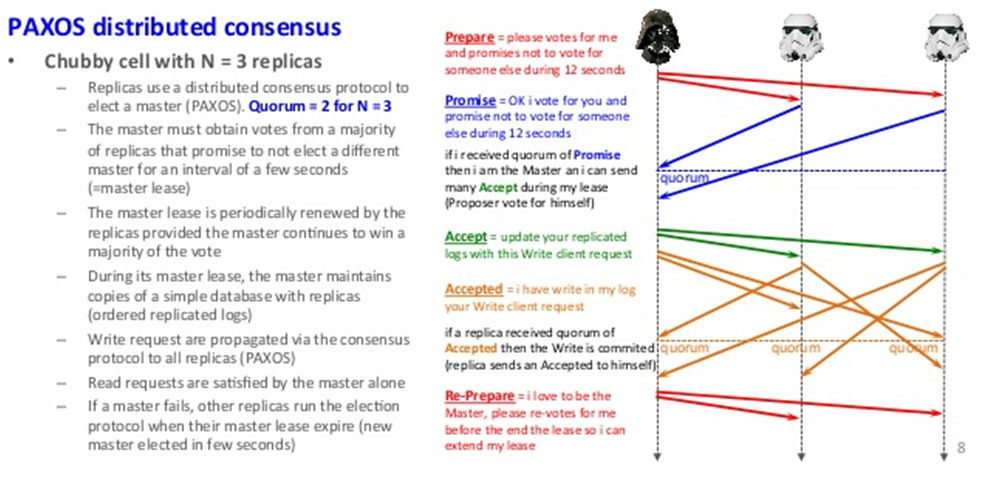 PAXOS distributed consensus
• Chubby cell with N = 3 replicas
– Replicas use a distributed consensus protocol to
elect a master (PAXOS). Quorum = 2 for N = 3
– The master must obtain votes from a majority
of replicas that promise to not elect a different
master for an interval of a few seconds
(=master lease)
– The master lease is periodically renewed by the
replicas provided the master continues to win a
majority of the vote
– During its master lease, the master maintains
copies of a simple database with replicas
(ordered replicated logs)
– Write request are propagated via the consensus
protocol to all replicas (PAXOS)
– Read requests are satisfied by the master alone
– If a master fails, other replicas run the election
protocol when their master lease expire (new
master elected in few seconds)
Prepare = please votes for me
and promises not to vote for
someone else during 12 seconds
Promise = OK i vote for you and
promise not to vote for someone
else during 12 seconds
if i received quorum of Promise
then i am the Master an i can send
many Accept during my lease
(Proposer vote for himself)
quorum
Accept = update your replicated
logs with this Write client request
Accepted = i have write in my log
your Write client request
if a replica received quorum of
Accepted then the Write is commited
(replica sends an Accepted to himself)
quorum quorum quorum
Re-Prepare = i love to be the
Master, please re-votes for me
before the end the lease so i can
extend my lease
8